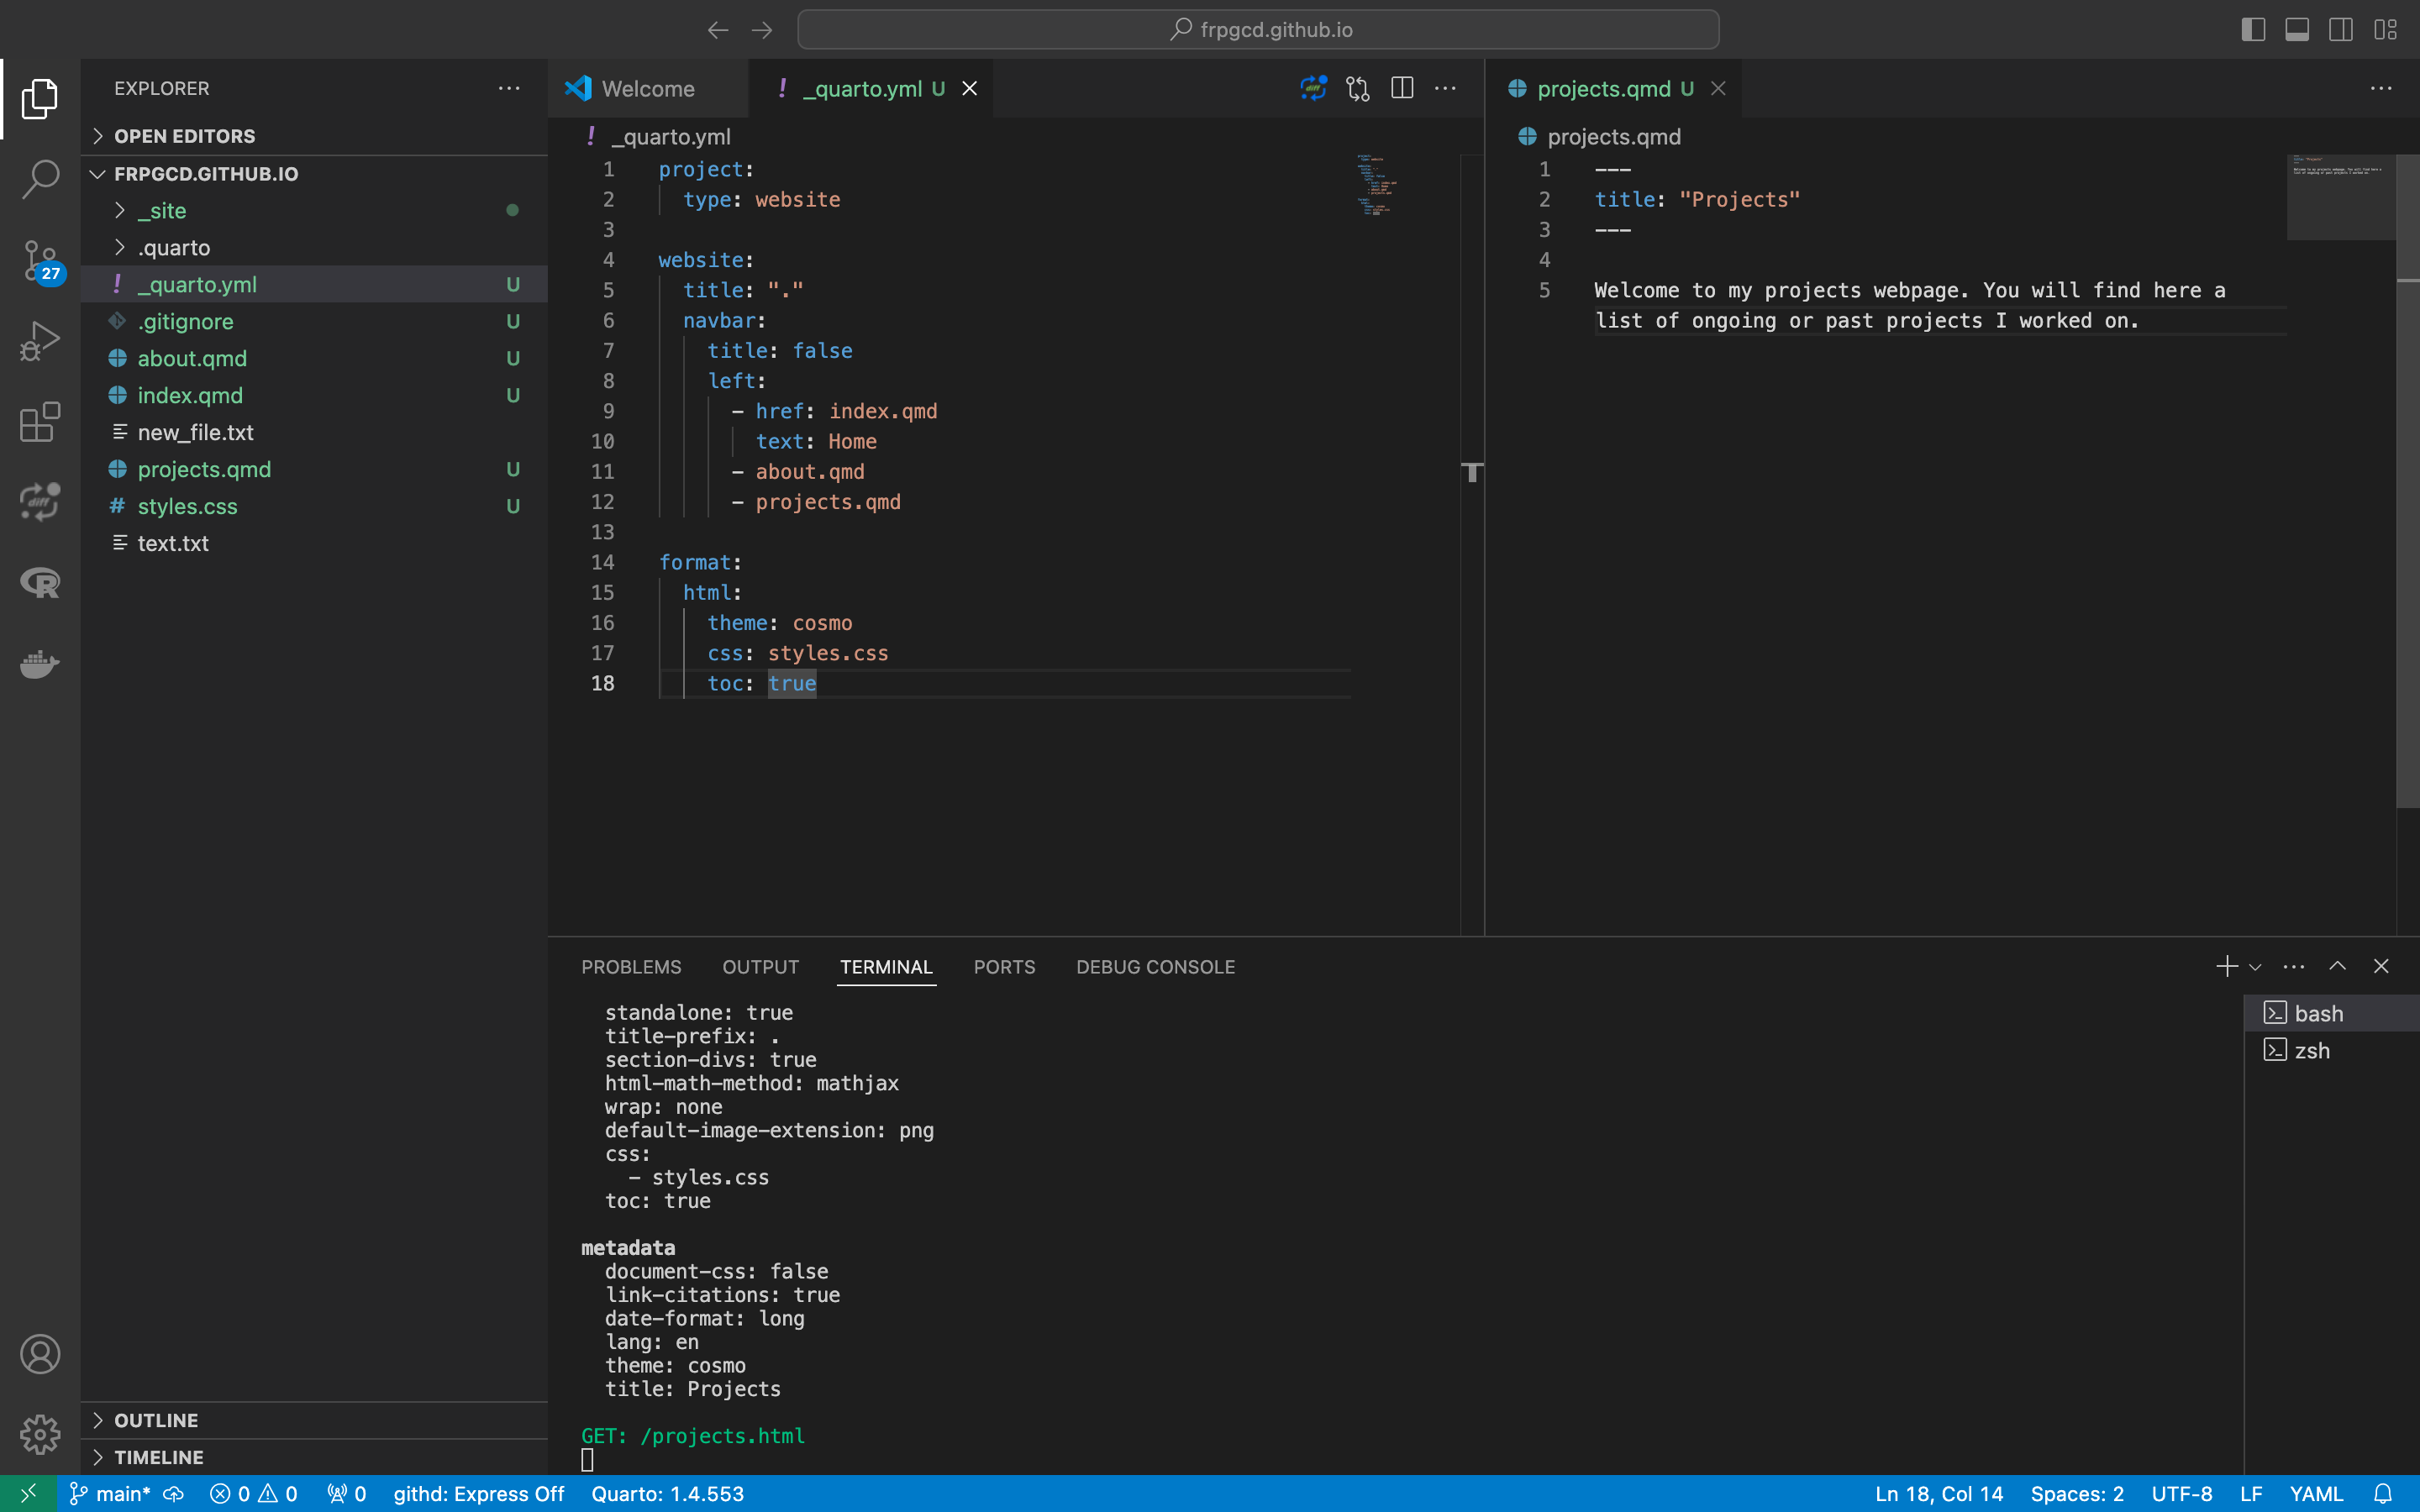 frpgcd.github.io
EXPLORER
OPEN EDITORS
FRPGCD.GITHUB.IO
_site
.quarto
! _quarto.yml U
.gitignore U
about.qmd U
index.qmd U
new_file.txt
projects.qmd U
# styles.css U
text.txt
27
diff
R
OUTLINE
TIMELINE
Welcome
! _quarto.yml U
! _quarto.yml
1 project:
2 type: website
3
4 website:
5 title: "."
6 navbar:
7 title: false
8 left:
9 - href: index.qmd
10 text: Home
11 - about.qmd
12 - projects.qmd
13
14 format:
15 html:
16 theme: cosmo
17 css: styles.css
18 toc: true
projects.qmd U
projects.qmd
1 ---
2 title: "Projects"
3 ---
4
5 Welcome to my projects webpage. You will find here a
list of ongoing or past projects I worked on.
PROBLEMS OUTPUT TERMINAL PORTS DEBUG CONSOLE
standalone: true
title-prefix: .
section-divs: true
html-math-method: mathjax
wrap: none
default-image-extension: png
css:
- styles.css
toc: true
metadata
document-css: false
link-citations: true
date-format: long
lang: en
theme: cosmo
title: Projects
GET: /projects.html
bash
zsh
main* 0 0 0 githd: Express Off Quarto: 1.4.553 Ln 18, Col 14 Spaces: 2 UTF-8 LF YAML